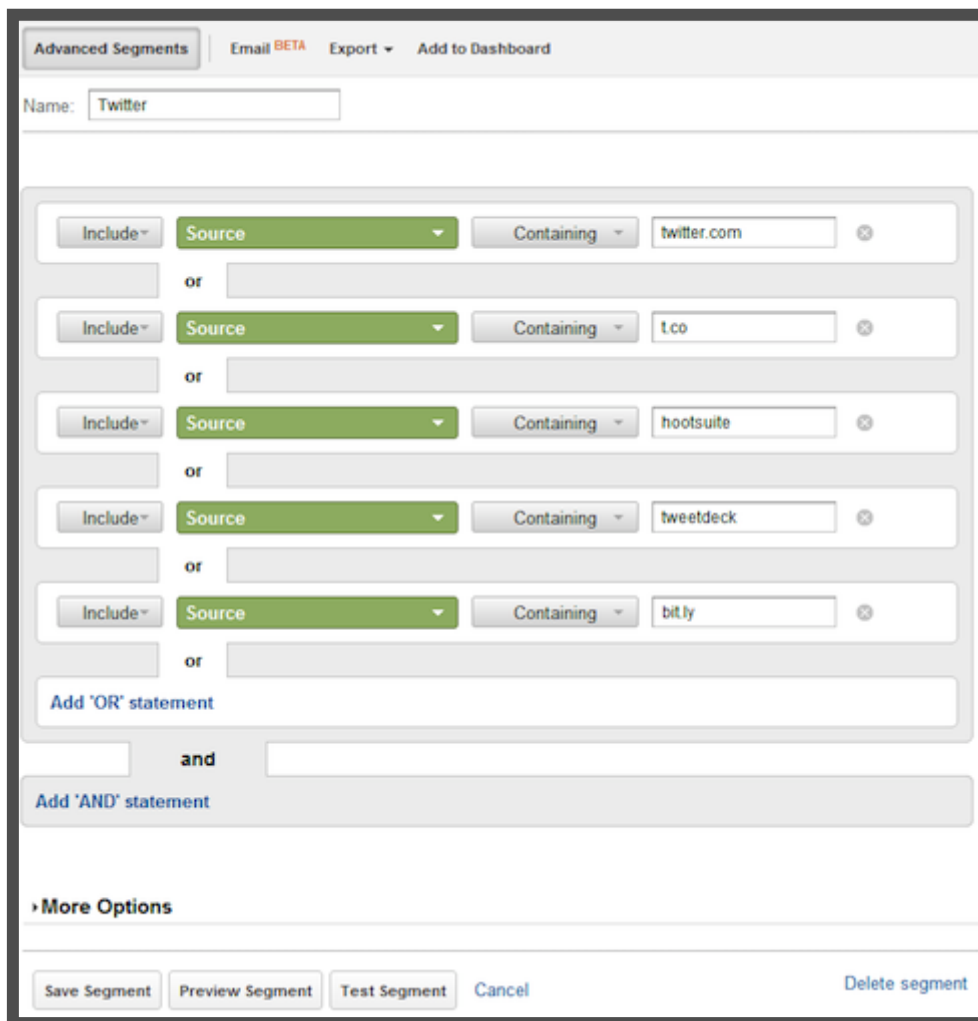 Advanced Segments Email BETA Export Add to Dashboard
Name: Twitter
Include Source Containing twitter.com
or
Include Source Containing t.co
or
Include Source Containing hootsuite
or
Include Source Containing tweetdeck
or
Include Source Containing bit.ly
or
Add 'OR' statement
and
Add 'AND' statement
More Options
Save Segment Preview Segment Test Segment Cancel Delete segment